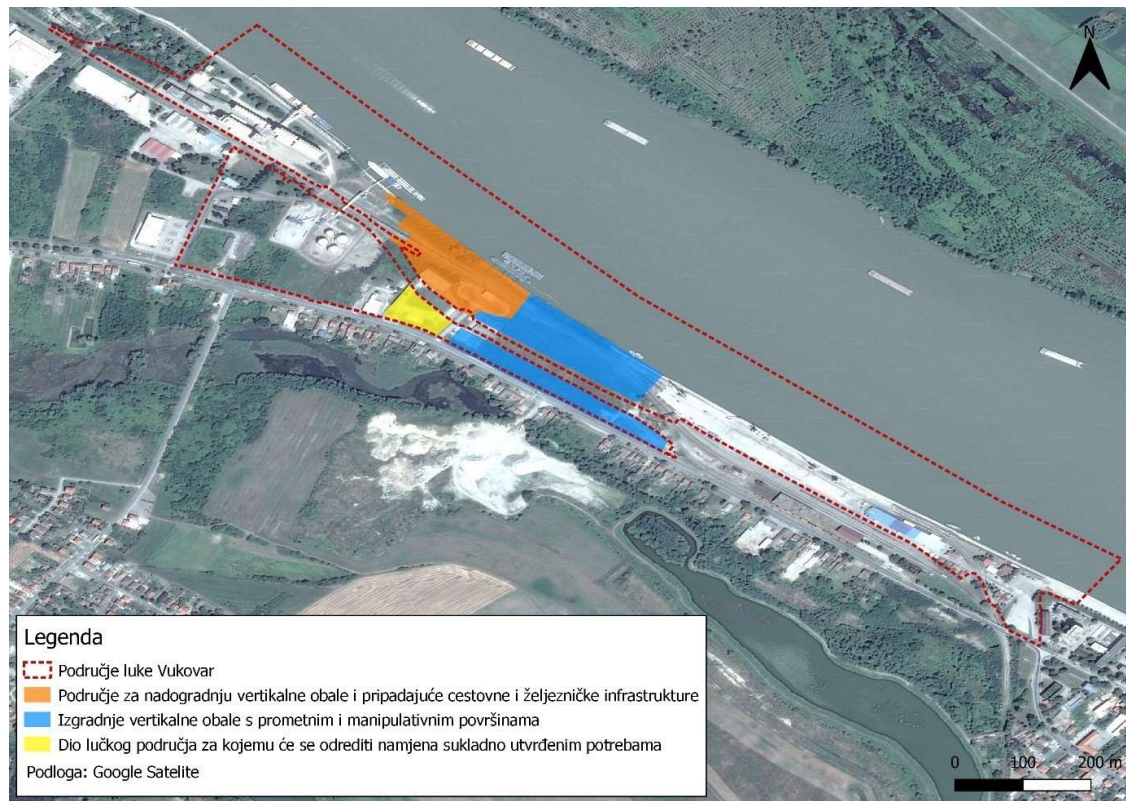 N
Legenda
Područje luke Vukovar
Područje za nadogradnju vertikalne obale i pripadajuće cestovne i željezničke infrastrukture
Izgradnje vertikalne obale s prometnim i manipulativnim površinama
Dio lučkog područja za kojemu će se odrediti namjena sukladno utvrđenim potrebama
Podloga: Google Satelite
0 100 200 m